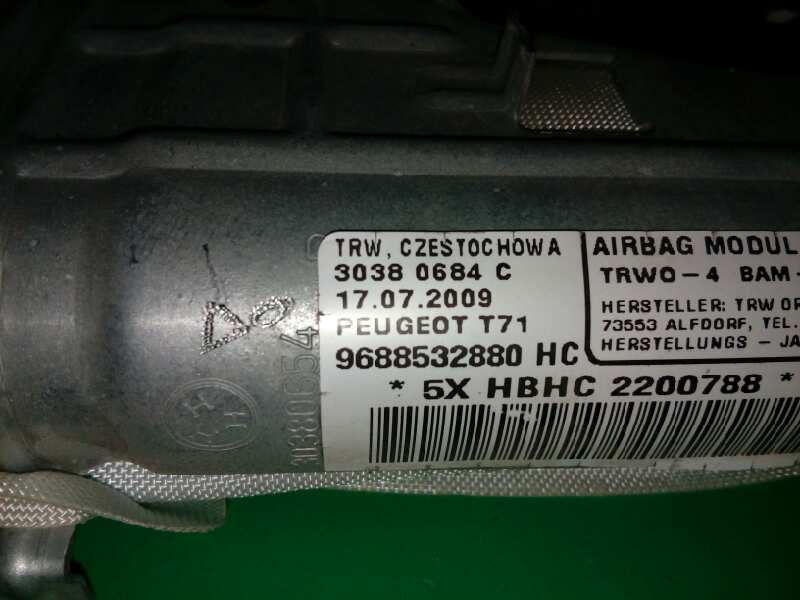 TRW, CZESTOCHOWA
3038 0684 C
17.07.2009
PEUGEOT T71
9688532880 HC
* 5X HBHC 2200788 *
AIRBAG MODUL
TRWO - 4 BAM -
HERSTELLER: TRW
73553 ALFDORF, TEL.
HERSTELLUNGS - JA
30380654